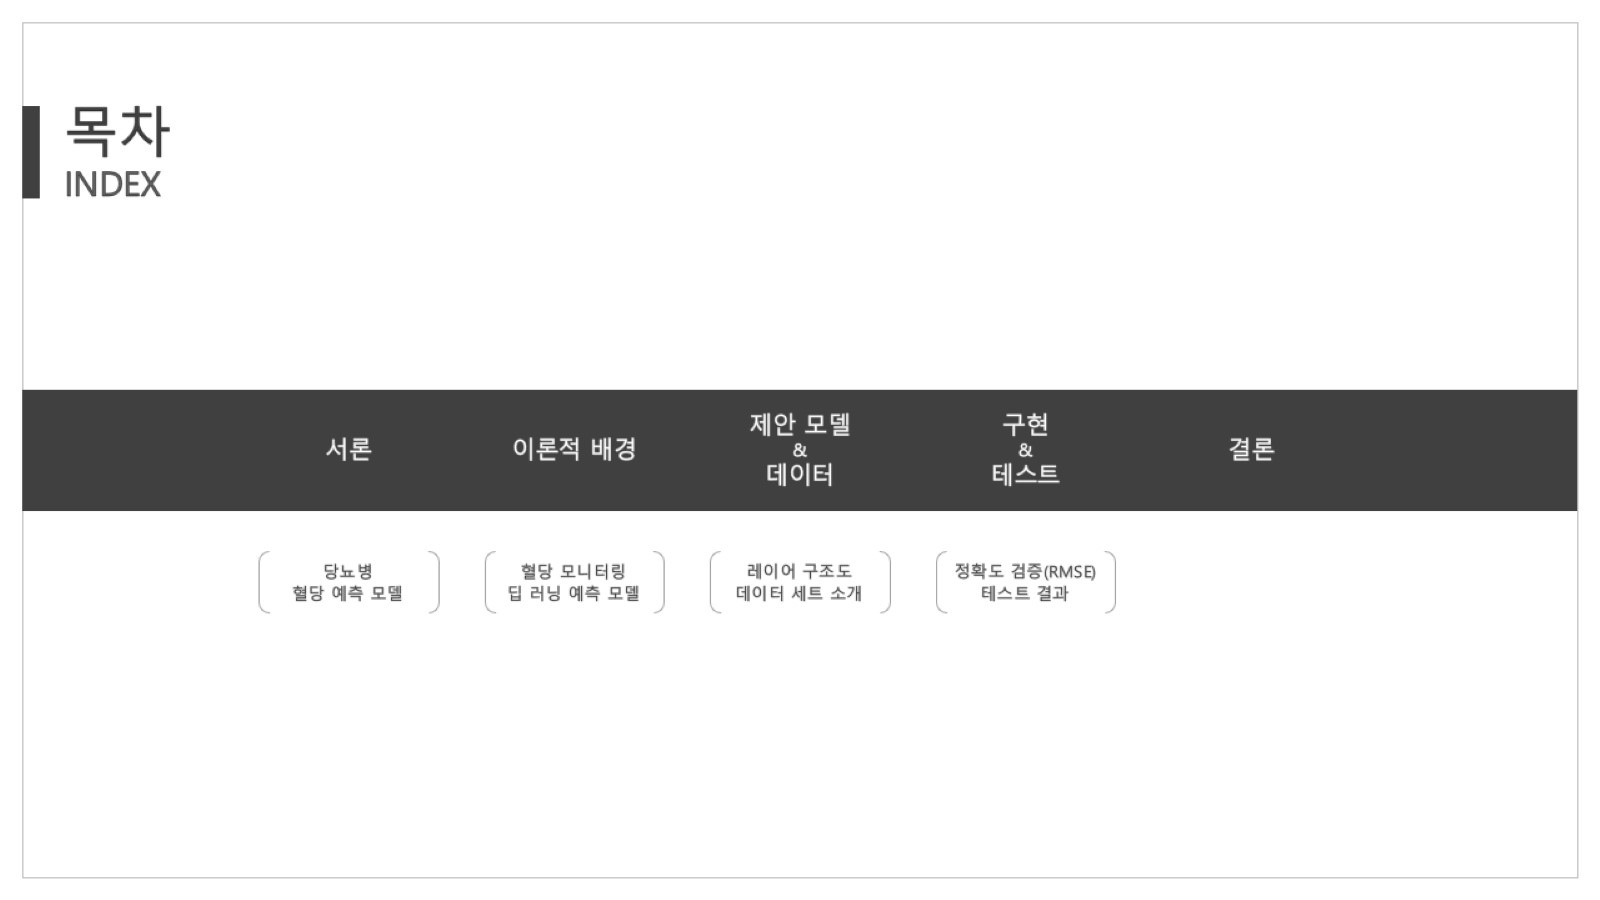 목차
INDEX
서론
이론적 배경
제안 모델
&
데이터
구현
&
테스트
결론
당뇨병
혈당 예측 모델
혈당 모니터링
딥 러닝 예측 모델
레이어 구조도
데이터 세트 소개
정확도 검증(RMSE)
테스트 결과